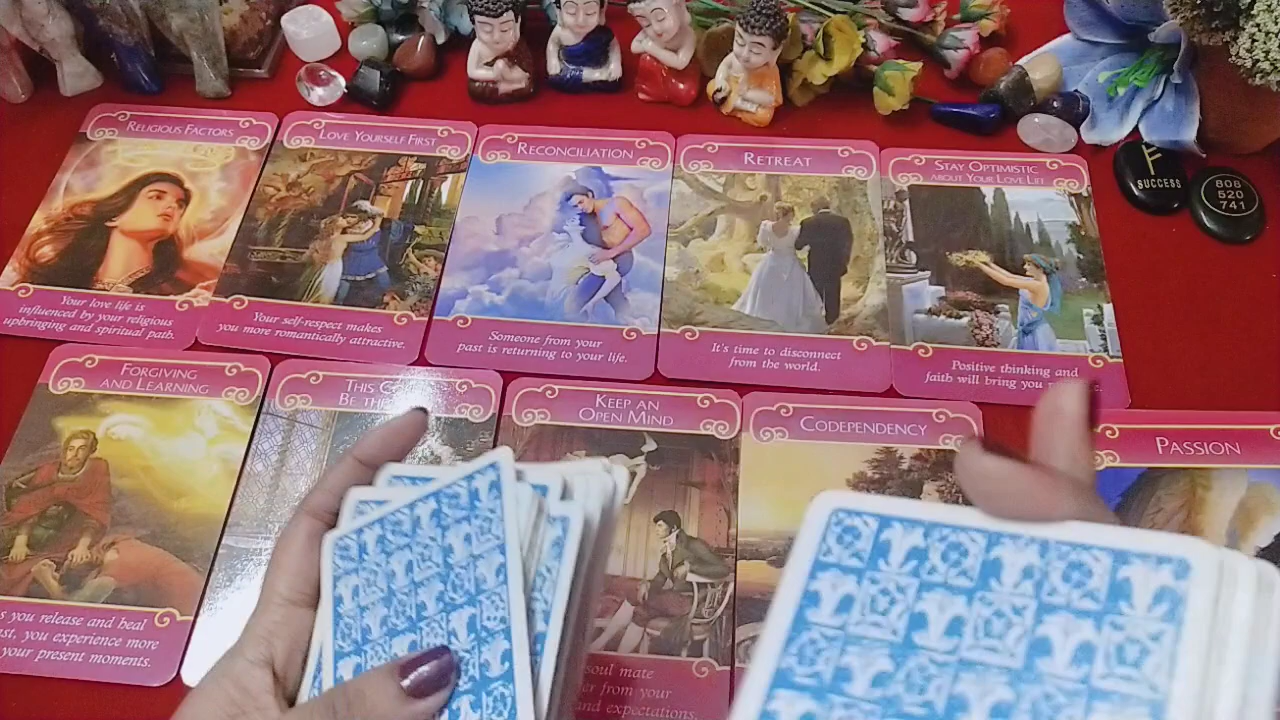 RELIGIOUS FACTORS
Your love life is
influenced by your religious
upbringing and spiritual path.
LOVE YOURSELF FIRST
Your self-respect makes
you more romantically attractive.
RECONCILIATION
Someone from your
past is returning to your life.
RETREAT
It's time to disconnect
from the world.
STAY OPTIMISTIC
ABOUT YOUR LOVE LIFE
Positive thinking and
faith will bring you
F
SUCCESS
808
520
741
FORGIVING
AND LEARNING
you release and heal
you experience more
your present moments.
THIS
BE
KEEP AN
OPEN MIND
soul mate
from your
and expectations.
CODEPENDENCY
PASSION